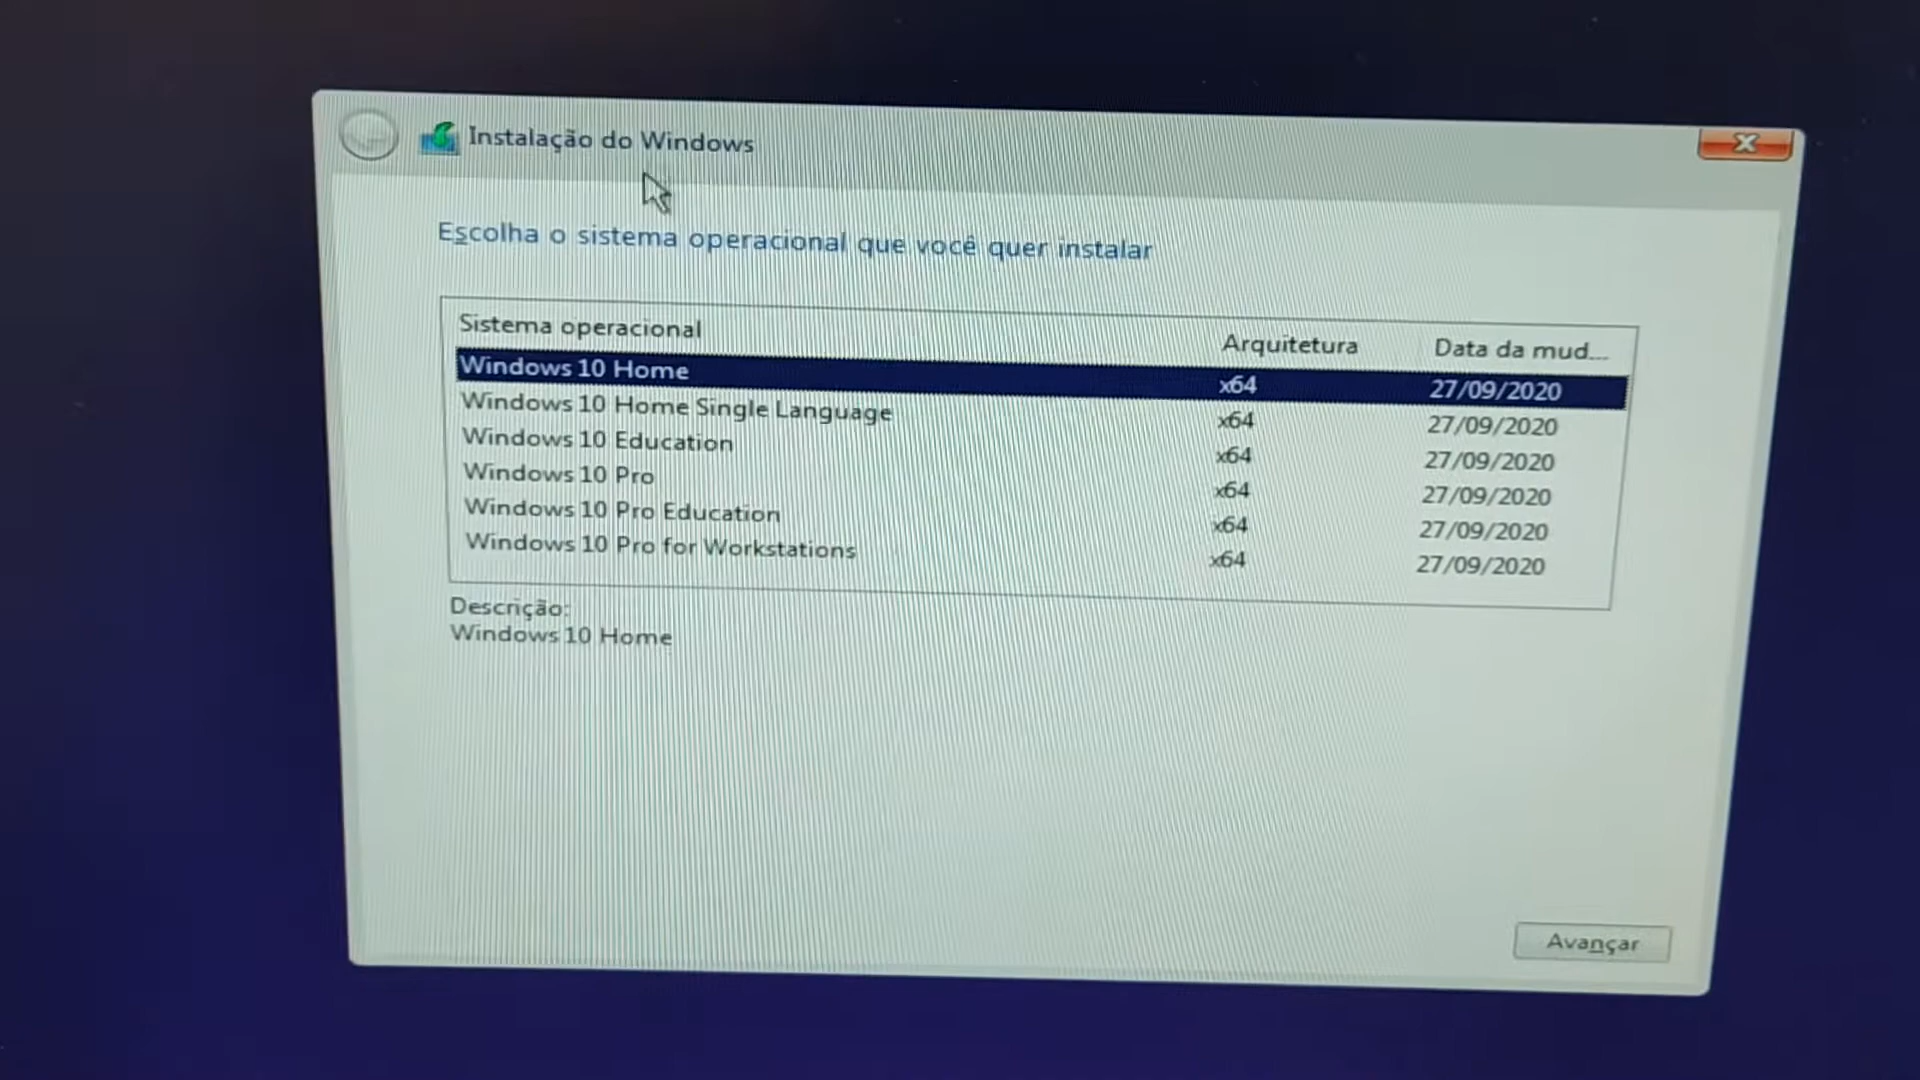 Instalação do Windows
Escolha o sistema operacional que você quer instalar
Sistema operacional Arquitetura Data da mud...
Windows 10 Home x64 27/09/2020
Windows 10 Home Single Language x64 27/09/2020
Windows 10 Education x64 27/09/2020
Windows 10 Pro x64 27/09/2020
Windows 10 Pro Education x64 27/09/2020
Windows 10 Pro for Workstations x64 27/09/2020
Descrição:
Windows 10 Home
Avançar